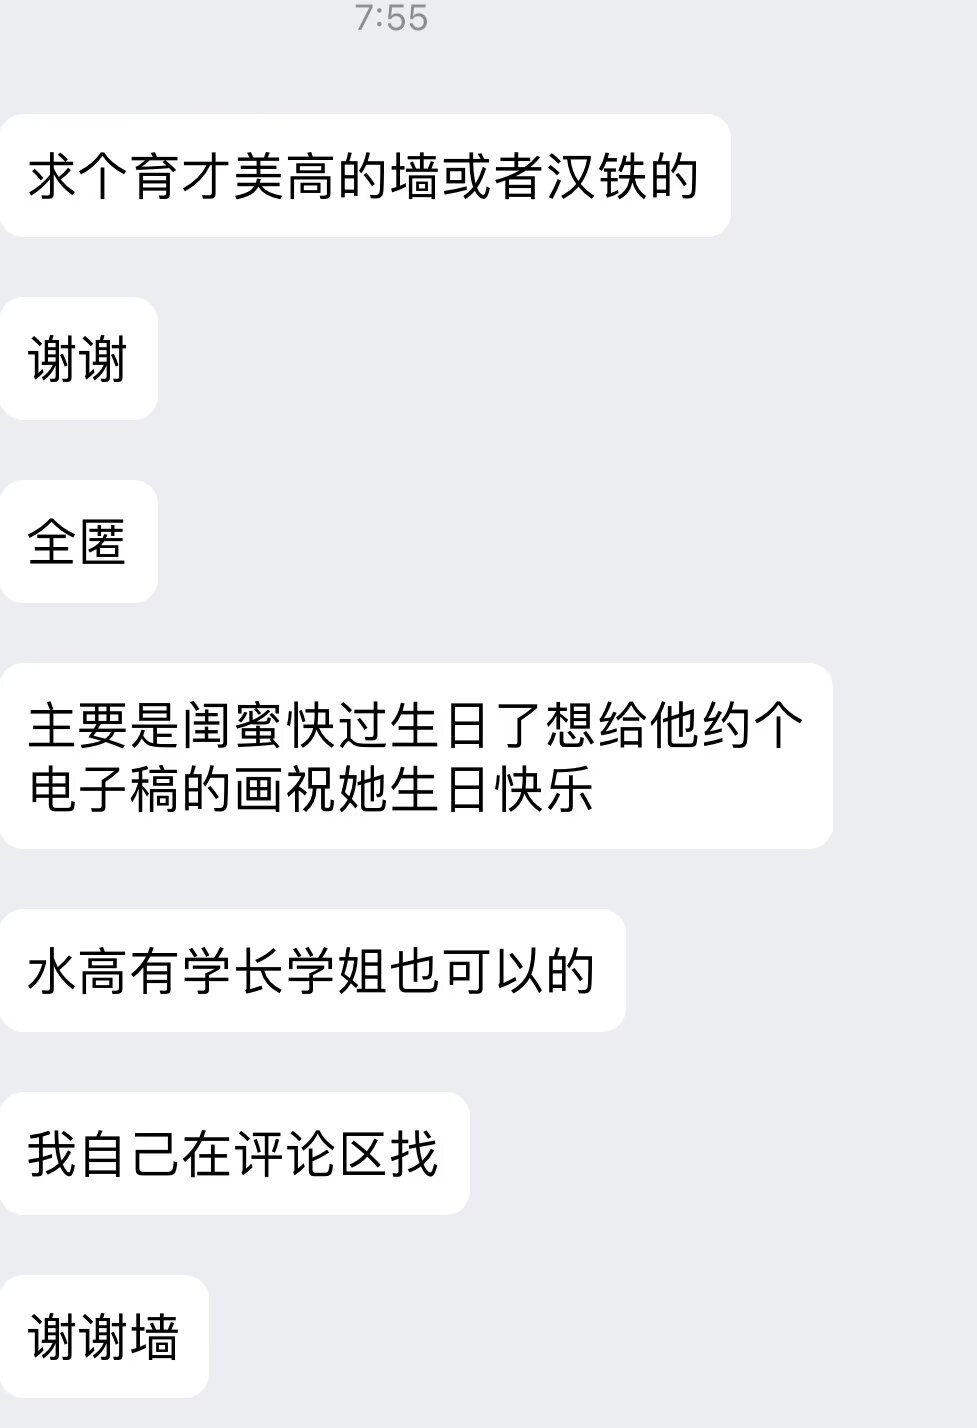 7:55
求个育才美高的墙或者汉铁的
谢谢
全匿
主要是闺蜜快过生日了想给他约个
电子稿的画祝她生日快乐
水高有学长学姐也可以的
我自己在评论区找
谢谢墙